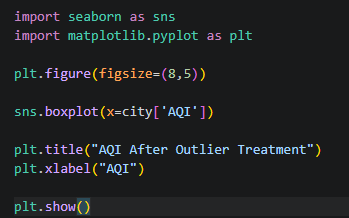 import seaborn as sns
import matplotlib.pyplot as plt
plt.figure(figsize=(8,5))
sns.boxplot(x=city['AQI'])
plt.title("AQI After Outlier Treatment")
plt.xlabel("AQI")
plt.show()